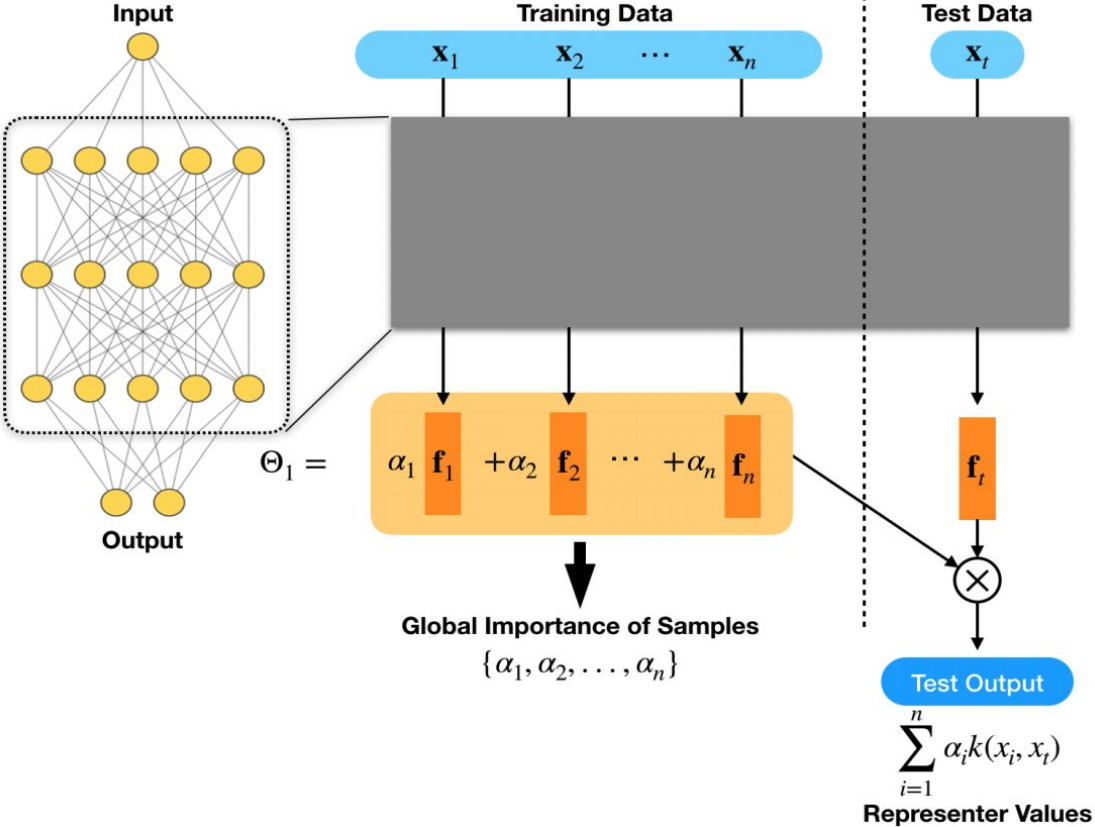 Input
Training Data
Test Data
x₁ x₂ ⋯ xₙ
xₜ
Θ₁ = α₁ f₁ +α₂ f₂ ⋯ +αₙ fₙ
fₜ
Output
⊗
Global Importance of Samples
{α₁, α₂, . . . , αₙ}
Test Output
n
∑ αᵢk(xᵢ, xₜ)
i=1
Representer Values